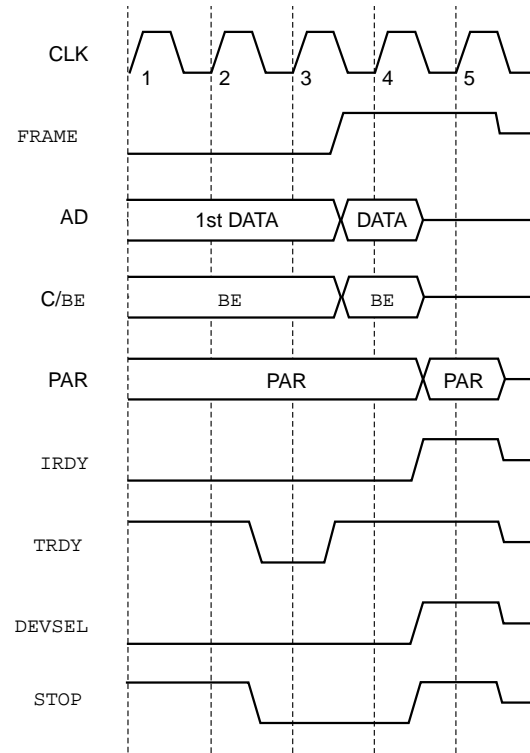 CLK
1 2 3 4 5
FRAME
AD 1st DATA DATA
C/BE BE BE
PAR PAR PAR
IRDY
TRDY
DEVSEL
STOP